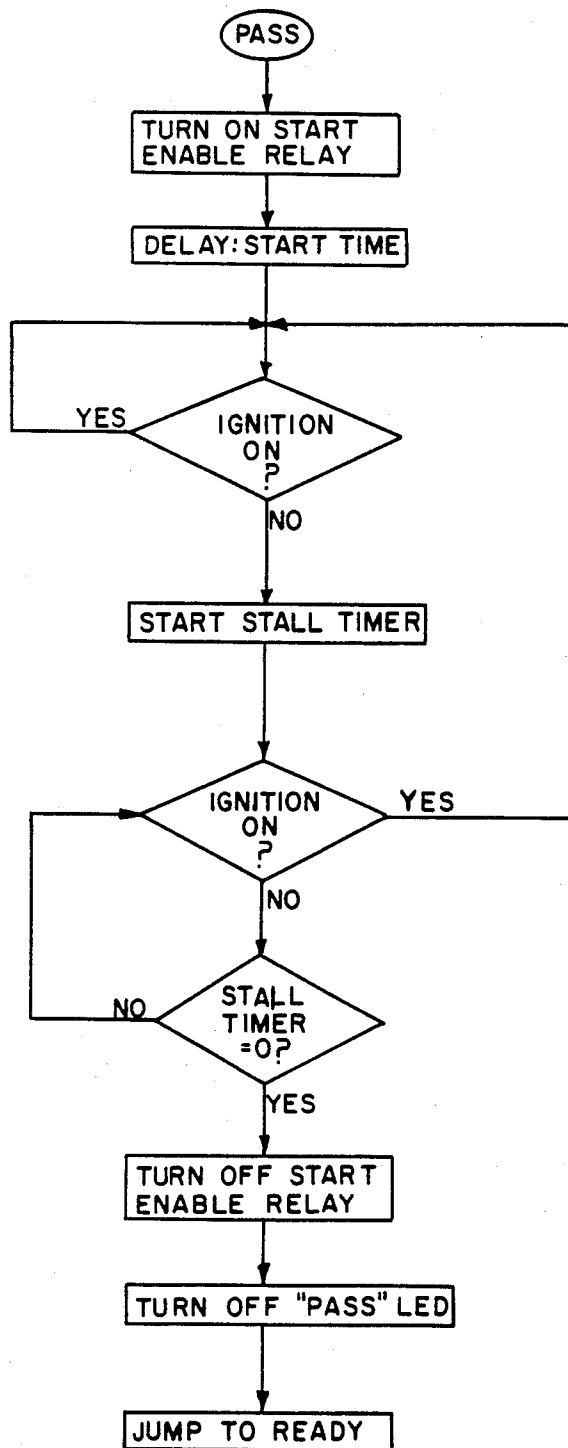 PASS
TURN ON START
ENABLE RELAY
DELAY: START TIME
YES
IGNITION
ON
?
NO
START STALL TIMER
IGNITION
ON
?
YES
NO
STALL
TIMER
=0?
NO
YES
TURN OFF START
ENABLE RELAY
TURN OFF "PASS" LED
JUMP TO READY